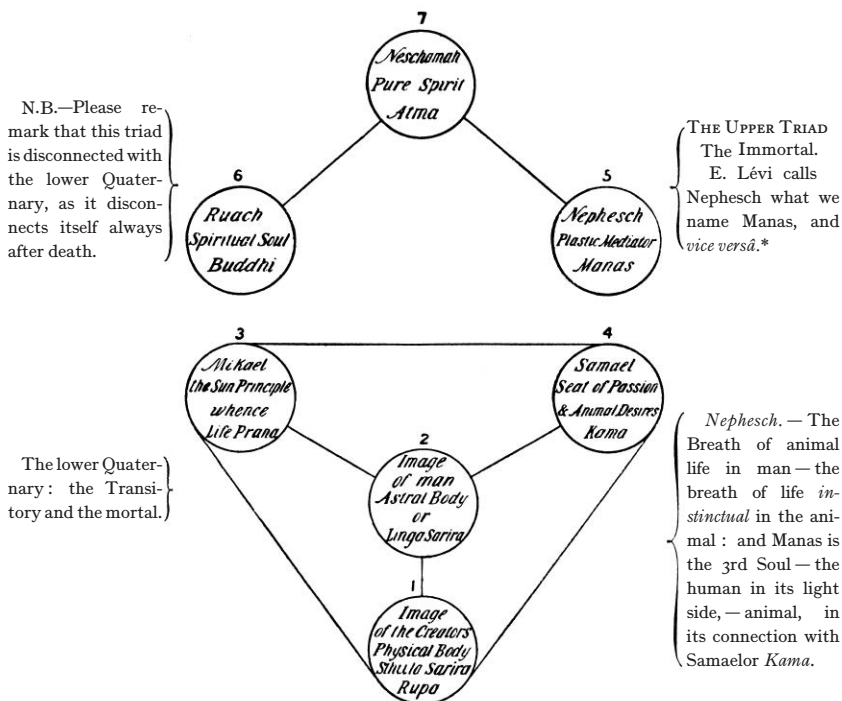 7
Neschamah
Pure Spirit
Atma
N.B.—Please re-
mark that this triad
is disconnected with
the lower Quater-
nary, as it discon-
nects itself always
after death.
6
Ruach
Spiritual Soul
Buddhi
5
Nephesch
Plastic Mediator
Manas
THE UPPER TRIAD
The Immortal.
E. Lévi calls
Nephesch what we
name Manas, and
vice versâ.*
3
Mikael
the Sun Principle
whence
Life Prana
4
Samael
Seat of Passion
& Animal Desires
Kama
2
Image
of man
Astral Body
or
Linga Sarira
The lower Quater-
nary: the Transi-
tory and the mortal.
Nephesch. — The
Breath of animal
life in man — the
breath of life in-
stinctual in the ani-
mal : and Manas is
the 3rd Soul — the
human in its light
side, — animal, in
its connection with
Samaelor Kama.
1
Image
of the Creators
Physical Body
Sthula Sarira
Rupa